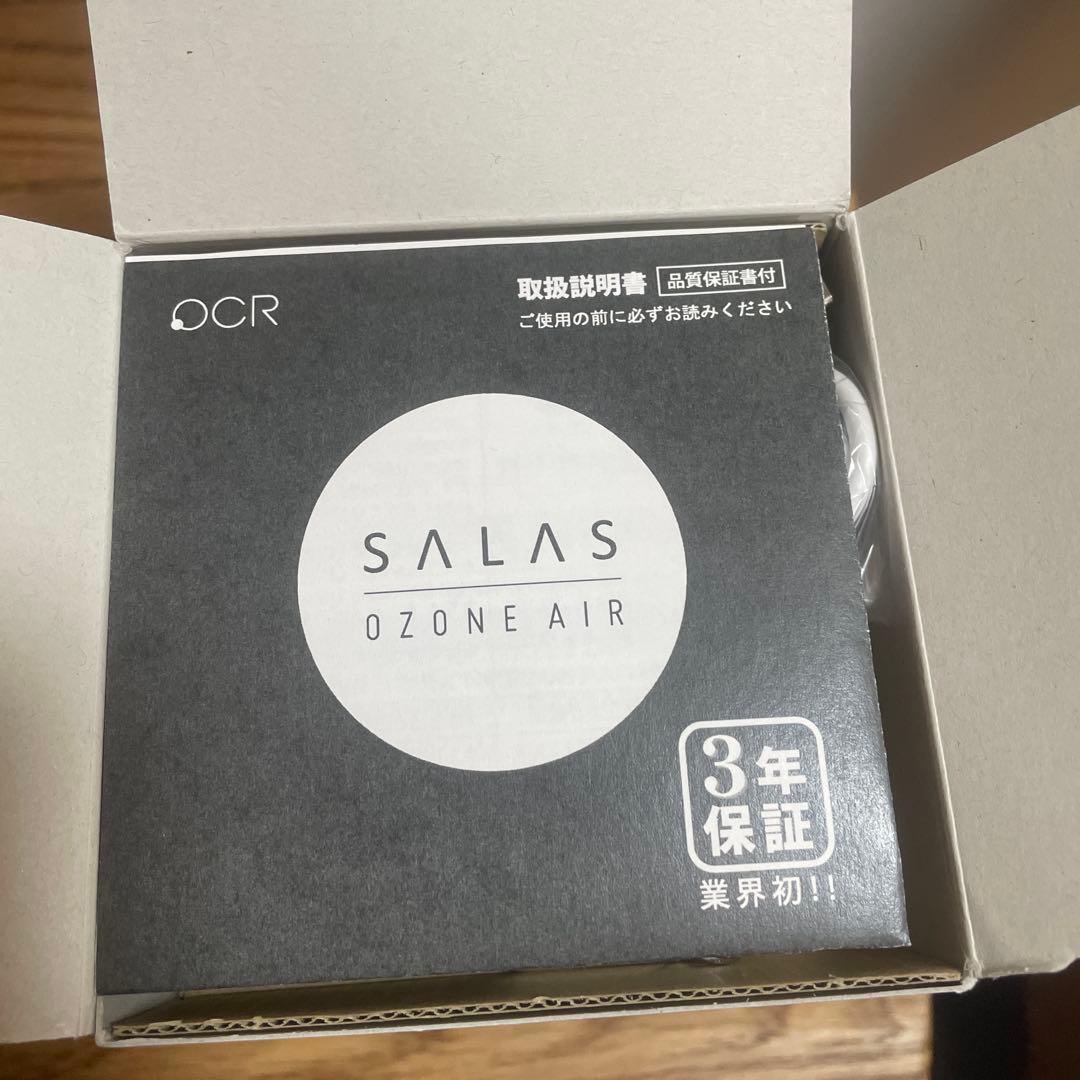 OCR
取扱説明書 品質保証書付
ご使用の前に必ずお読みください
SALAS
OZONE AIR
3年
保証
業界初!!